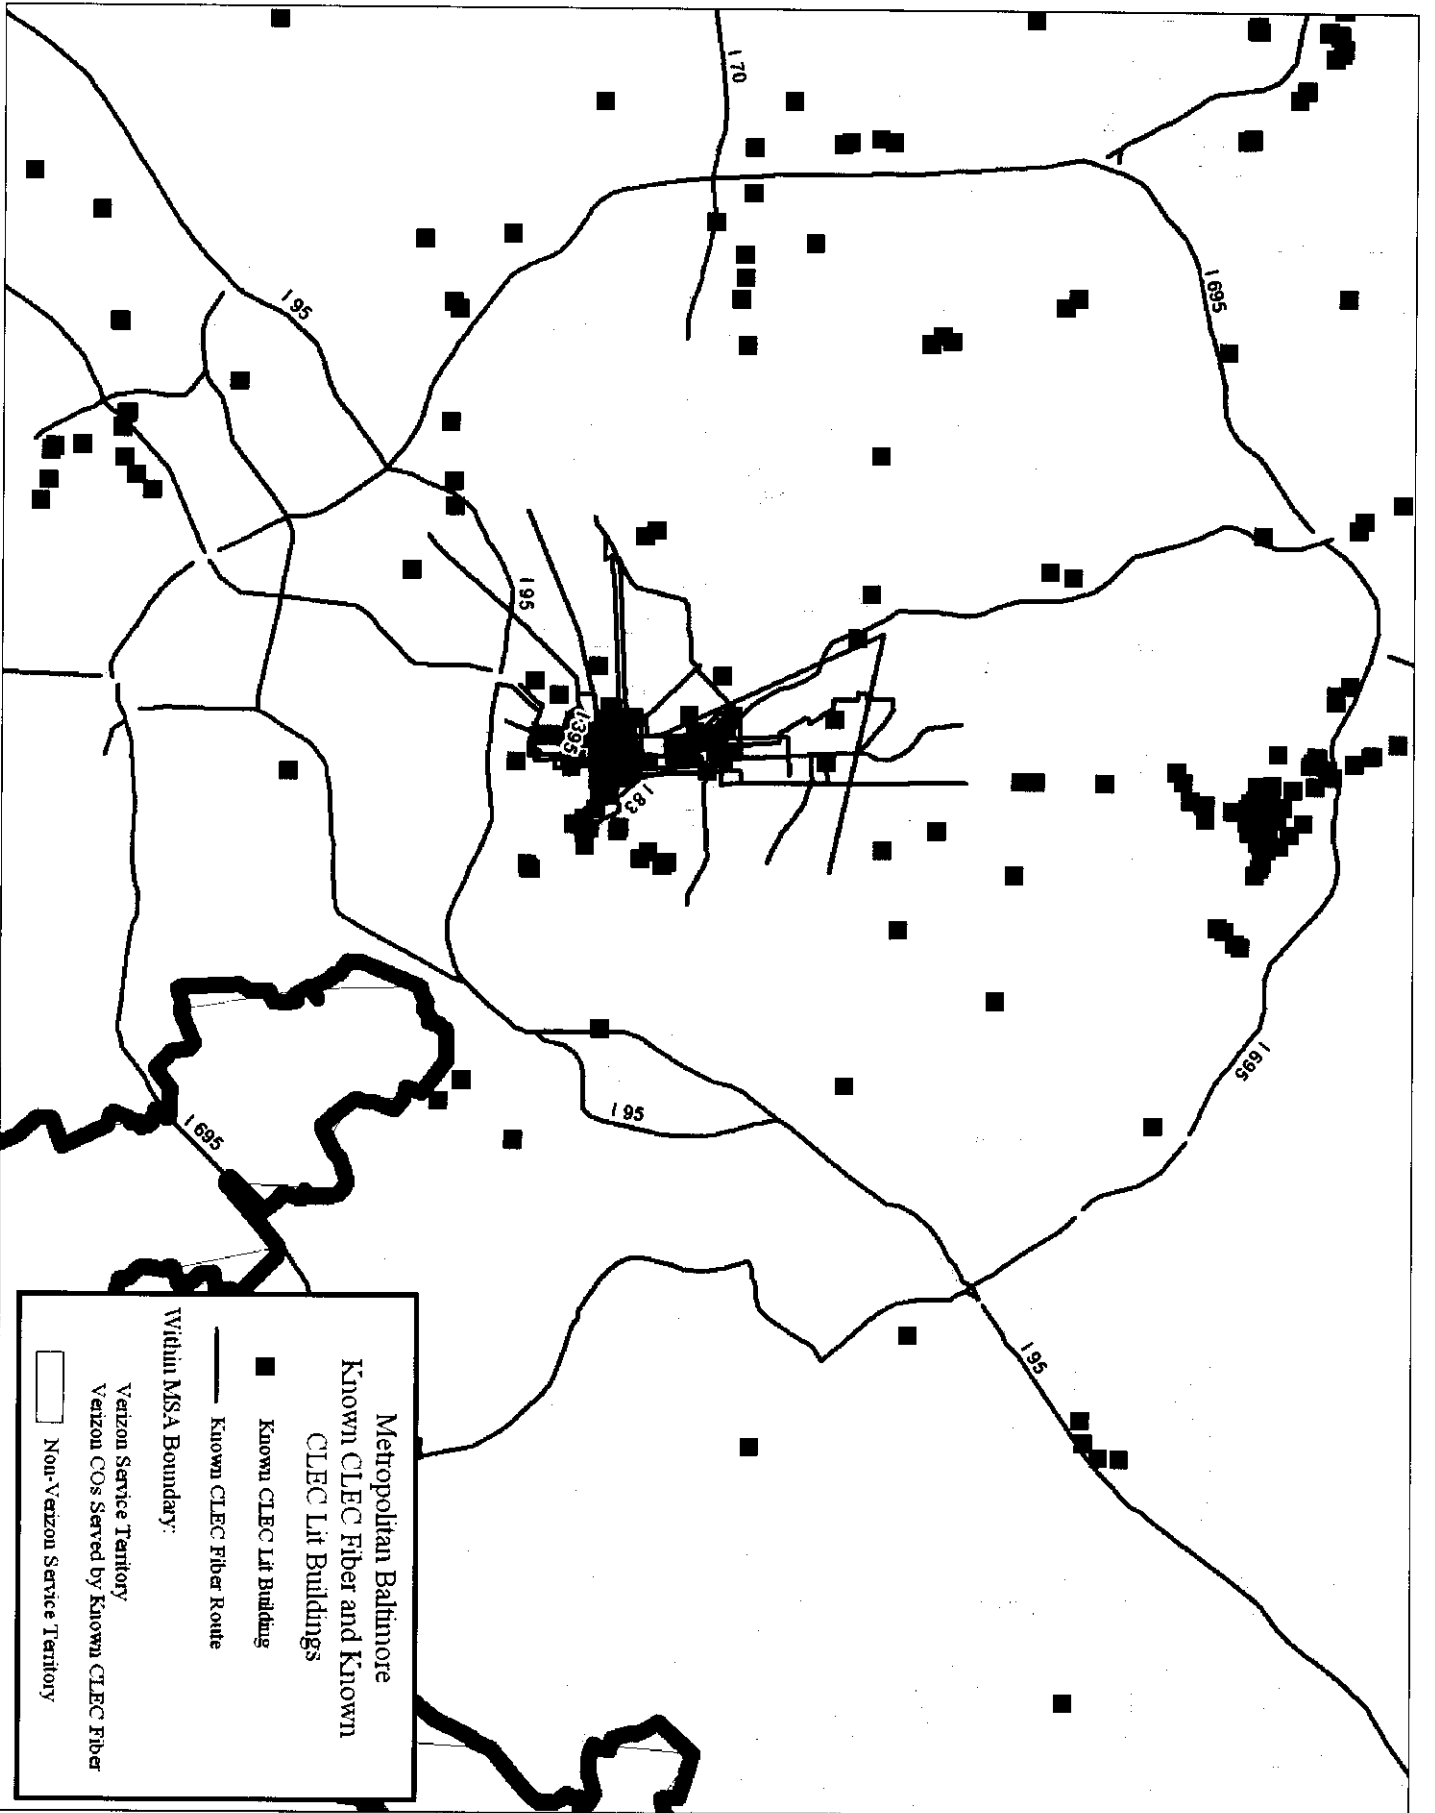 I 70
I 695
I 95
I 95
I 395
I 83
I 695
I 95
I 695
I 95
Metropolitan Baltimore
Known CLEC Fiber and Known
CLEC Lit Buildings
Known CLEC Lit Building
Known CLEC Fiber Route
Within MSA Boundary:
Verizon Service Territory
Verizon COs Served by Known CLEC Fiber
Non-Verizon Service Territory